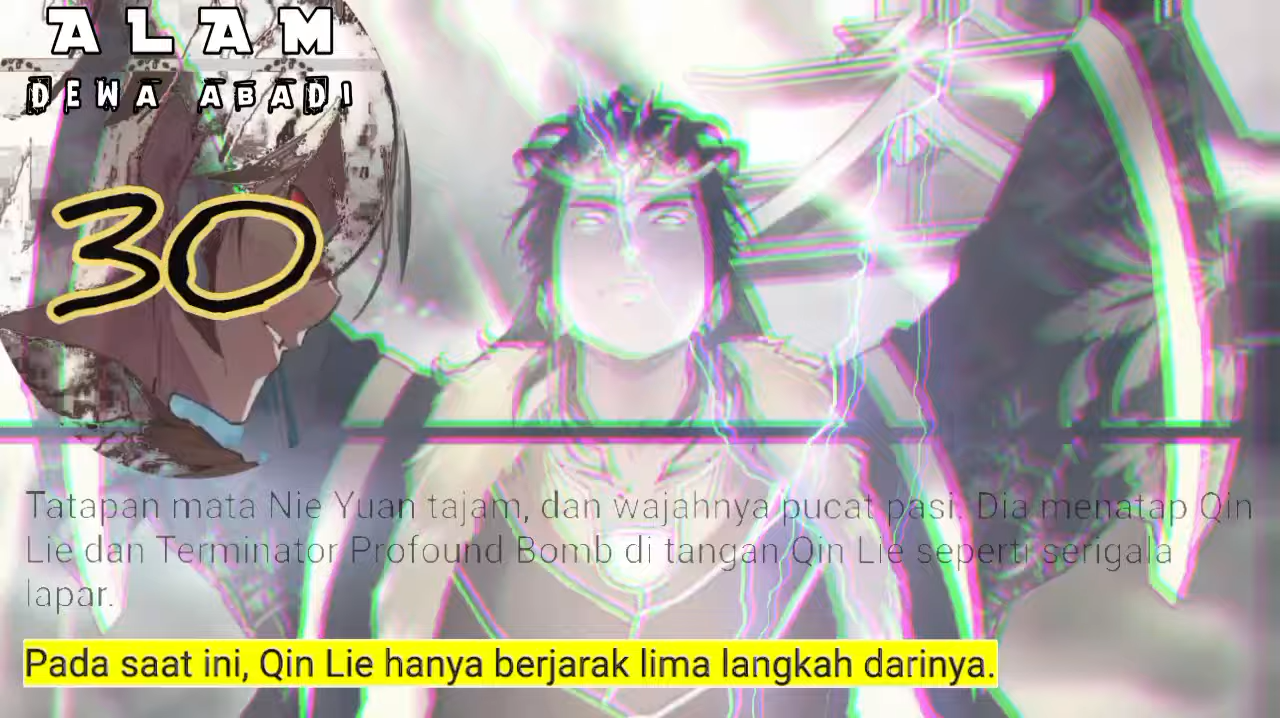 ALAM
DEWA ABADI
30
Tatapan mata Nie Yuan tajam, dan wajahnya pucat pasi. Dia menatap Qin
Lie dan Terminator Profound Bomb di tangan Qin Lie seperti serigala
lapar.
Pada saat ini, Qin Lie hanya berjarak lima langkah darinya.